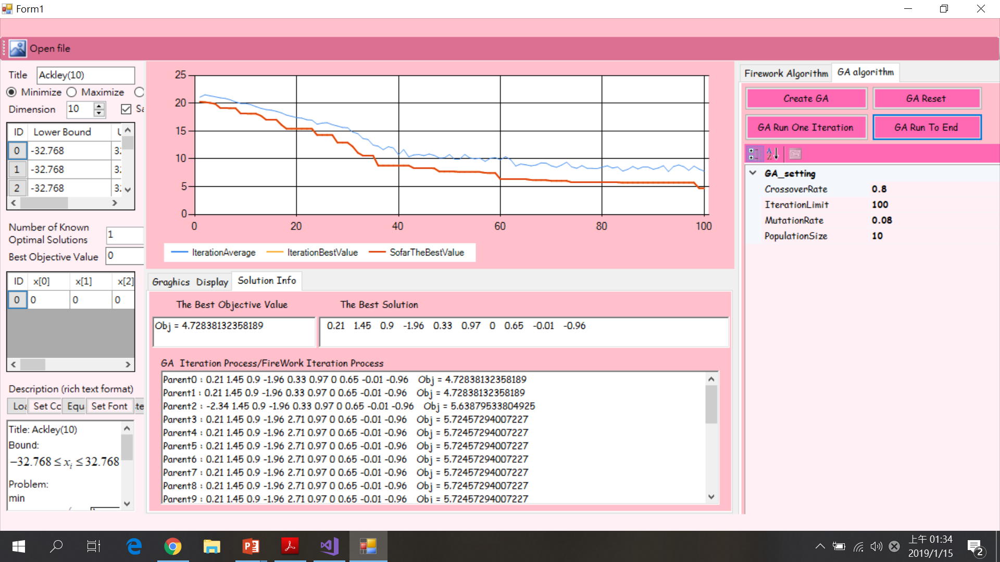 Form1
Open file
Title Ackley(10)
Minimize Maximize
Dimension 10
ID Lower Bound
0 -32.768
1 -32.768
2 -32.768
Number of Known
Optimal Solutions 1
Best Objective Value 0
ID x[0] x[1] x[2]
0 0 0 0
Description (rich text format)
Set Font
Title: Ackley(10)
Bound:
−32.768 ≤ xᵢ ≤ 32.768
Problem:
min
25
20
15
10
5
0
0 20 40 60 80 100
IterationAverage IterationBestValue SofarTheBestValue
Graghics Display Solution Info
The Best Objective Value The Best Solution
Obj = 4.72838132358189 0.21 1.45 0.9 -1.96 0.33 0.97 0 0.65 -0.01 -0.96
GA Iteration Process/FireWork Iteration Process
Parent0 : 0.21 1.45 0.9 -1.96 0.33 0.97 0 0.65 -0.01 -0.96 Obj = 4.72838132358189
Parent1 : 0.21 1.45 0.9 -1.96 0.33 0.97 0 0.65 -0.01 -0.96 Obj = 4.72838132358189
Parent2 : -2.34 1.45 0.9 -1.96 0.33 0.97 0 0.65 -0.01 -0.96 Obj = 5.63879533804925
Parent3 : 0.21 1.45 0.9 -1.96 2.71 0.97 0 0.65 -0.01 -0.96 Obj = 5.72457294007227
Parent4 : 0.21 1.45 0.9 -1.96 2.71 0.97 0 0.65 -0.01 -0.96 Obj = 5.72457294007227
Parent5 : 0.21 1.45 0.9 -1.96 2.71 0.97 0 0.65 -0.01 -0.96 Obj = 5.72457294007227
Parent6 : 0.21 1.45 0.9 -1.96 2.71 0.97 0 0.65 -0.01 -0.96 Obj = 5.72457294007227
Parent7 : 0.21 1.45 0.9 -1.96 2.71 0.97 0 0.65 -0.01 -0.96 Obj = 5.72457294007227
Parent8 : 0.21 1.45 0.9 -1.96 2.71 0.97 0 0.65 -0.01 -0.96 Obj = 5.72457294007227
Parent9 : 0.21 1.45 0.9 -1.96 2.71 0.97 0 0.65 -0.01 -0.96 Obj = 5.72457294007227
Firework Algorithm GA algorithm
Create GA GA Reset
GA Run One Iteration GA Run To End
GA_setting
CrossoverRate 0.8
IterationLimit 100
MutationRate 0.08
PopulationSize 10
上午 01:34
2019/1/15
2